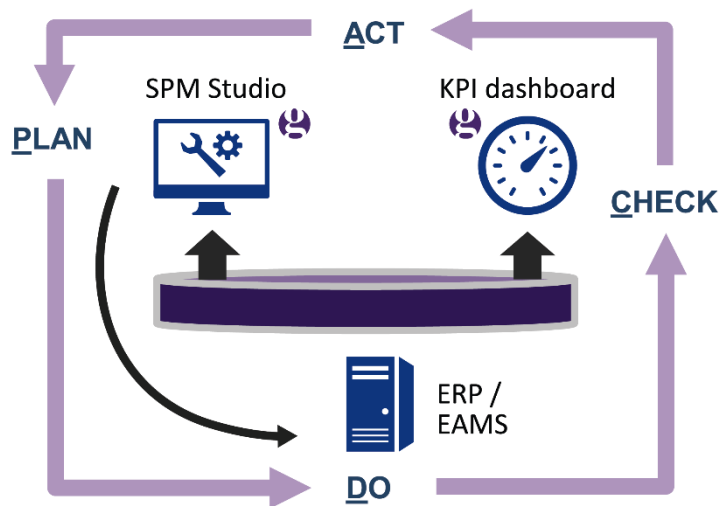 ACT
SPM Studio
KPI dashboard
PLAN
CHECK
ERP /
EAMS
DO